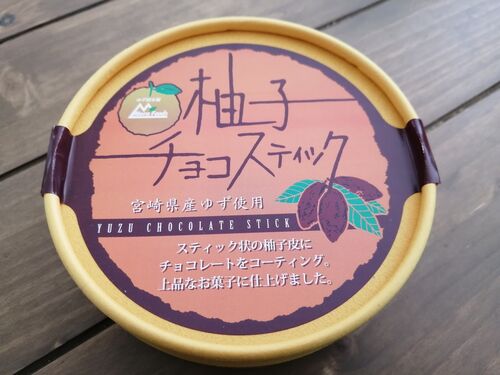 柚子
チョコスティック
宮崎県産ゆず使用
YUZU CHOCOLATE STICK
スティック状の柚子皮に
チョコレートをコーティング。
上品なお菓子に仕上げました。